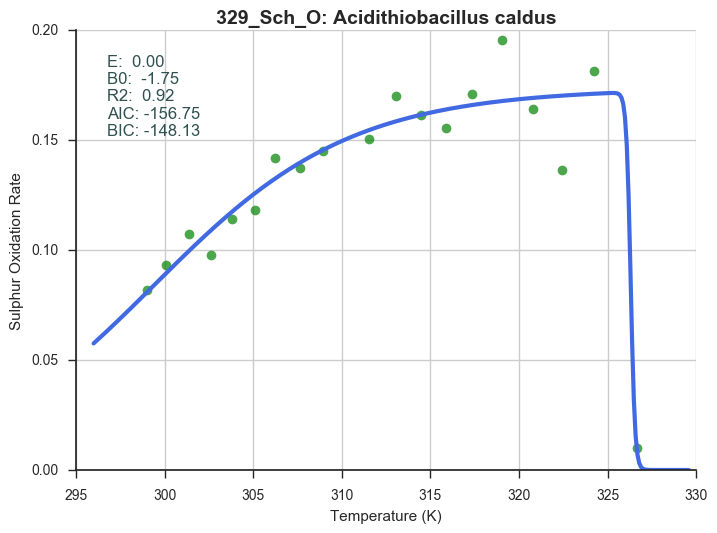 329_Sch_O: Acidithiobacillus caldus
E:  0.00
B0:  -1.75
R2:  0.92
AIC: -156.75
BIC: -148.13
0.20
0.15
0.10
0.05
0.00
Sulphur Oxidation Rate
295 300 305 310 315 320 325 330
Temperature (K)